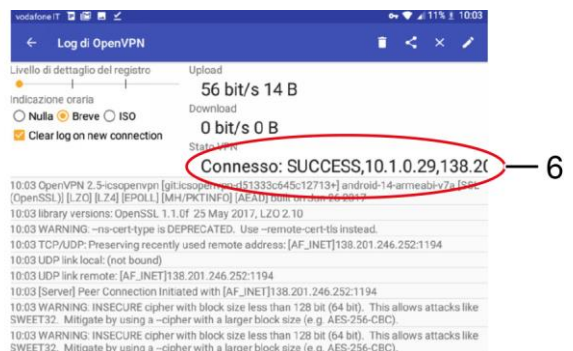 vodafone IT 11% 10:03
Log di OpenVPN
Livello di dettaglio del registro
Upload
56 bit/s 14 B
Indicazione oraria
Download
Nulla Breve ISO
0 bit/s 0 B
Clear log on new connection
Stato VPN
Connesso: SUCCESS,10.1.0.29,138.20
6
10:03 OpenVPN 2.5-icsopenvpn [git:icsopenvpn-d51333c645c12713+] android-14-armeabi-v7a [SSL
(OpenSSL)] [LZO] [LZ4] [EPOLL] [MH/PKTINFO] [AEAD] built on Jun 26 2017
10:03 library versions: OpenSSL 1.1.0f 25 May 2017, LZO 2.10
10:03 WARNING: --ns-cert-type is DEPRECATED. Use --remote-cert-tls instead.
10:03 TCP/UDP: Preserving recently used remote address: [AF_INET]138.201.246.252:1194
10:03 UDP link local: (not bound)
10:03 UDP link remote: [AF_INET]138.201.246.252:1194
10:03 [Server] Peer Connection Initiated with [AF_INET]138.201.246.252:1194
10:03 WARNING: INSECURE cipher with block size less than 128 bit (64 bit). This allows attacks like
SWEET32. Mitigate by using a --cipher with a larger block size (e.g. AES-256-CBC).
10:03 WARNING: INSECURE cipher with block size less than 128 bit (64 bit). This allows attacks like
SWEET32. Mitigate by using a --cipher with a larger block size (e.g. AES-256-CBC).